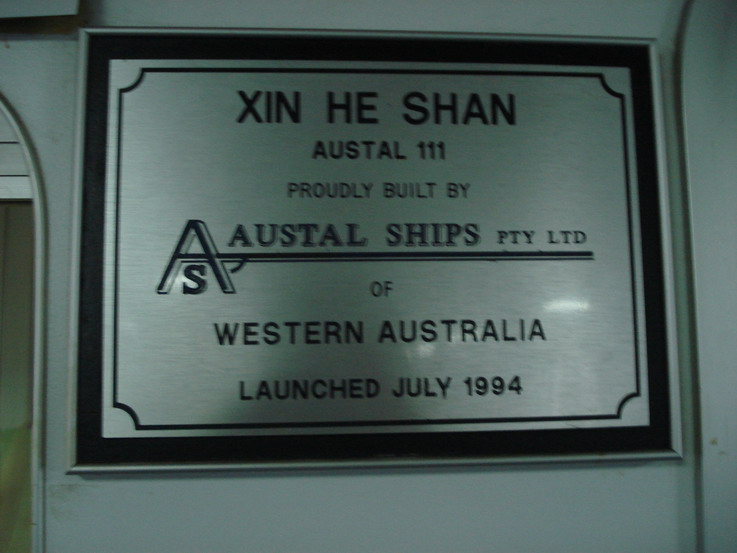 XIN HE SHAN
AUSTAL 111
PROUDLY BUILT BY
AS AUSTAL SHIPS PTY LTD
OF
WESTERN AUSTRALIA
LAUNCHED JULY 1994